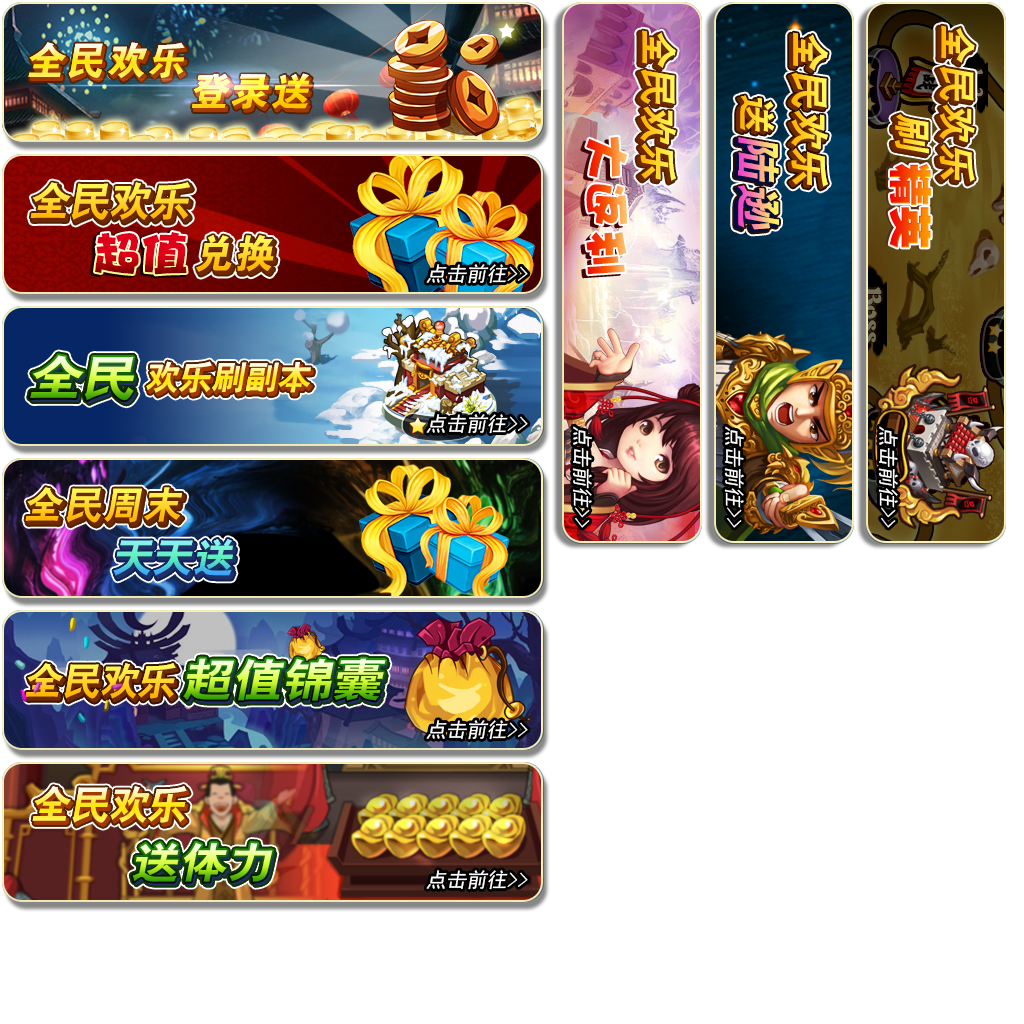 全民欢乐
登录送
全民欢乐
超值兑换
点击前往>>
全民欢乐刷副本
点击前往>>
全民周末
天天送
全民欢乐超值锦囊
点击前往>>
全民欢乐
送体力
点击前往>>
全民欢乐
大返利
点击前往>>
全民欢乐
送陆逊
点击前往>>
全民欢乐
刷精英
Boss
点击前往>>